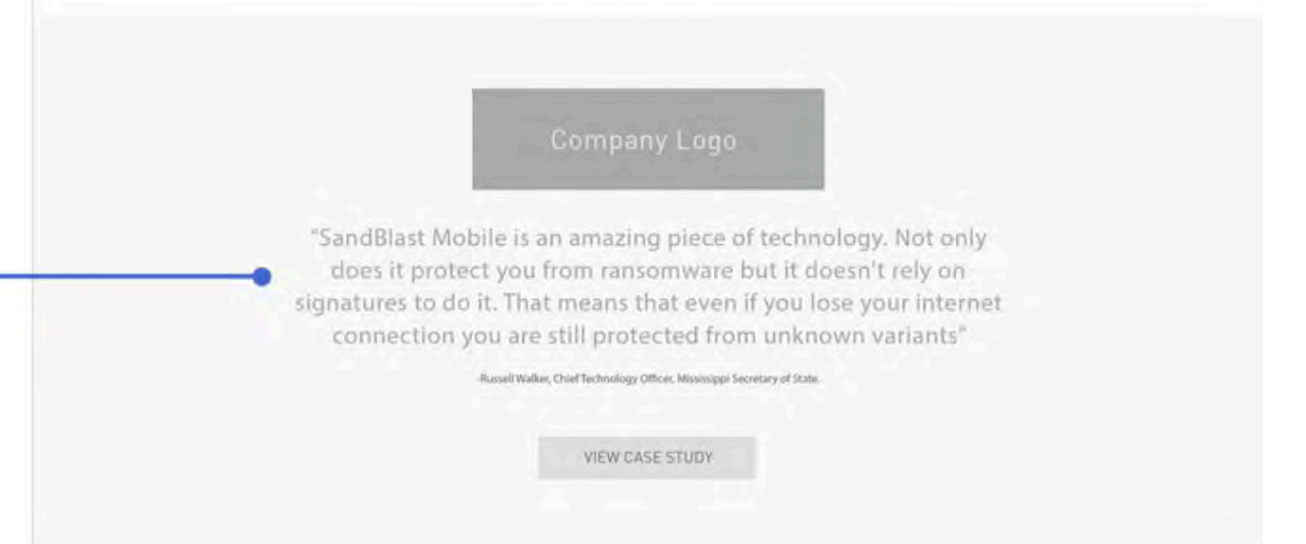 Company Logo
"SandBlast Mobile is an amazing piece of technology. Not only
does it protect you from ransomware but it doesn't rely on
signatures to do it. That means that even if you lose your internet
connection you are still protected from unknown variants"
-Russell Walker, Chief Technology Officer, Mississippi Secretary of State.
VIEW CASE STUDY